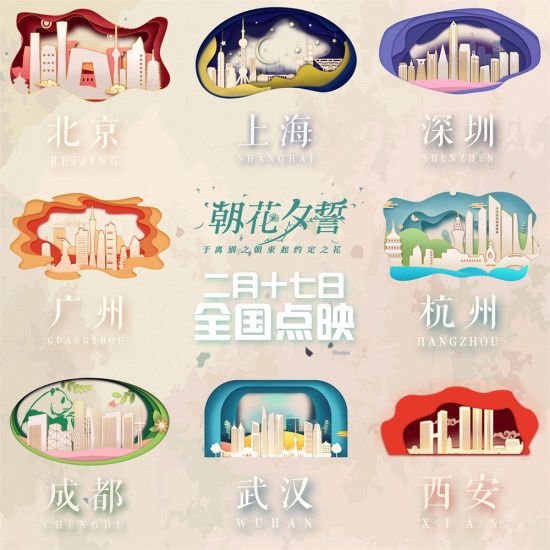 北京
BEIJING
上海
SHANGHAI
深圳
SHENZHEN
广州
GUANGZHOU
朝花夕誓
于离别之朝束起约定之花
二月十七日
全国点映
杭州
HANGZHOU
成都
CHENGDU
武汉
WUHAN
西安
XIAN